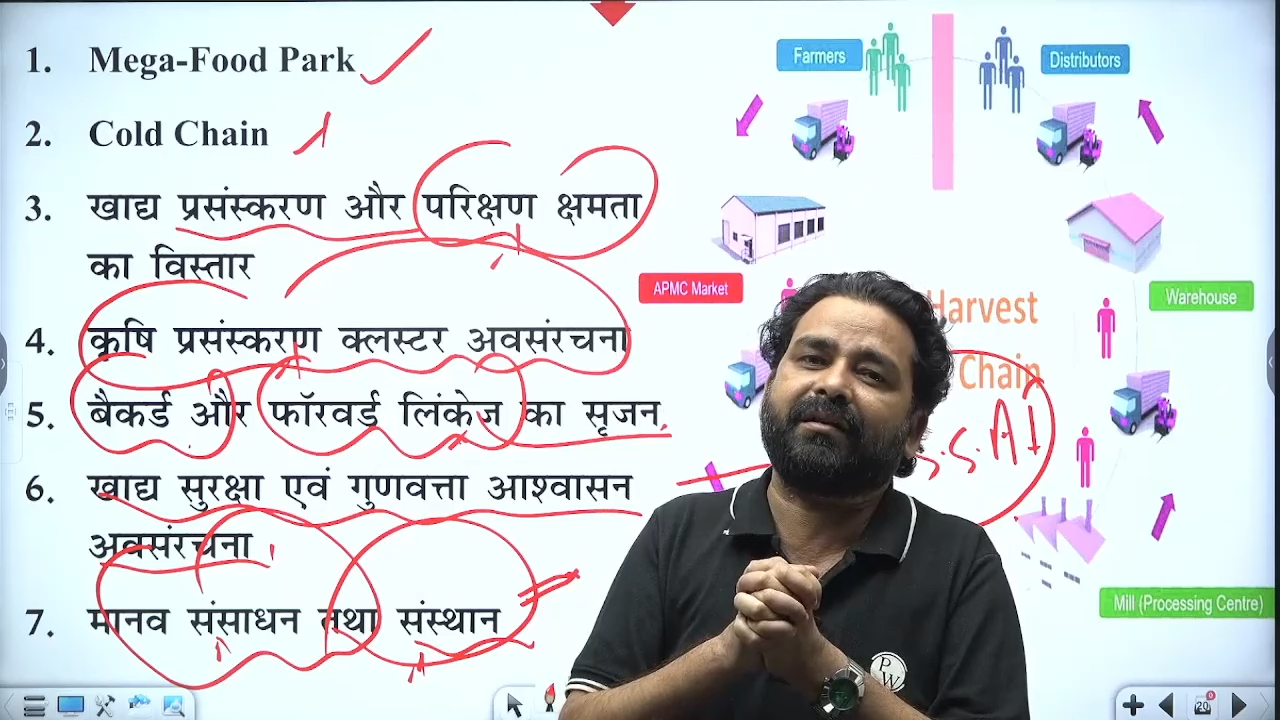 1. Mega-Food Park
2. Cold Chain
3. खाद्य प्रसंस्करण और परिक्षण क्षमता
का विस्तार
4. कृषि प्रसंस्करण क्लस्टर अवसंरचना
5. बैकर्ड और फॉरवर्ड लिंकेज का सृजन
6. खाद्य सुरक्षा एवं गुणवत्ता आश्वासन
अवसंरचना
7. मानव संसाधन तथा संस्थान
Farmers
Distributors
APMC Market
Warehouse
Harvest
Chain
S.S.A.I
Mill (Processing Centre)
P
W
20